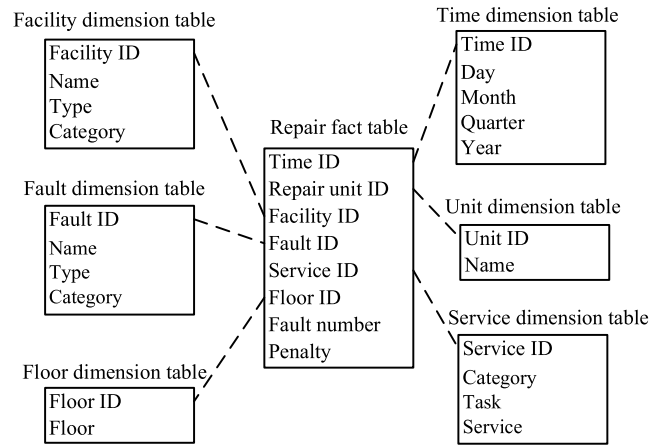 Facility dimension table
Facility ID
Name
Type
Category
Fault dimension table
Fault ID
Name
Type
Category
Floor dimension table
Floor ID
Floor
Repair fact table
Time ID
Repair unit ID
Facility ID
Fault ID
Service ID
Floor ID
Fault number
Penalty
Time dimension table
Time ID
Day
Month
Quarter
Year
Unit dimension table
Unit ID
Name
Service dimension table
Service ID
Category
Task
Service